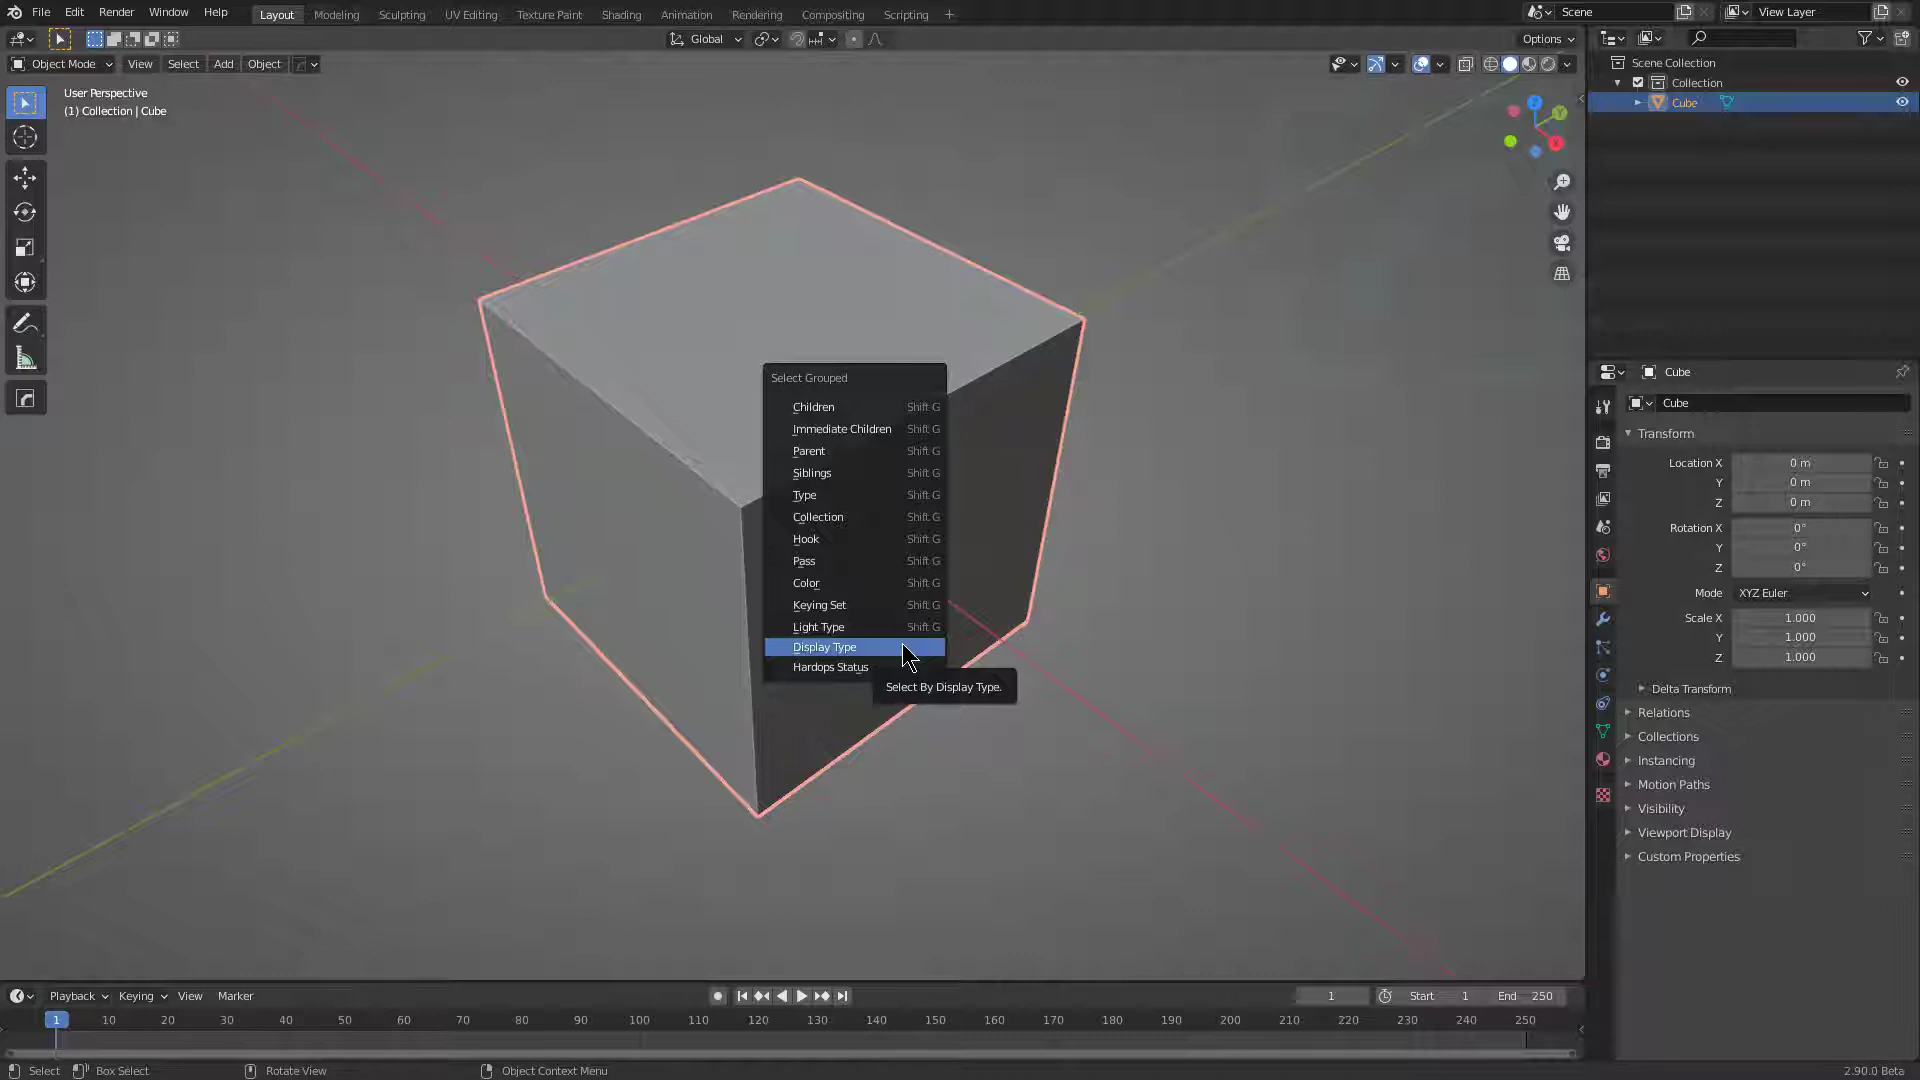 File Edit Render Window Help Layout Modeling Sculpting UV Editing Texture Paint Shading Animation Rendering Compositing Scripting + Scene View Layer
Global Options
Object Mode View Select Add Object
User Perspective
(1) Collection | Cube
Z
Y
X
Scene Collection
Collection
Cube
Select Grouped
Children Shift G
Immediate Children Shift G
Parent Shift G
Siblings Shift G
Type Shift G
Collection Shift G
Hook Shift G
Pass Shift G
Color Shift G
Keying Set Shift G
Light Type Shift G
Display Type
Hardops Status
Select By Display Type.
Cube
Cube
Transform
Location X 0 m
Y 0 m
Z 0 m
Rotation X 0°
Y 0°
Z 0°
Mode XYZ Euler
Scale X 1.000
Y 1.000
Z 1.000
Delta Transform
Relations
Collections
Instancing
Motion Paths
Visibility
Viewport Display
Custom Properties
Playback Keying View Marker 1 Start 1 End 250
1 10 20 30 40 50 60 70 80 90 100 110 120 130 140 150 160 170 180 190 200 210 220 230 240 250
Select Box Select Rotate View Object Context Menu 2.90.0 Beta